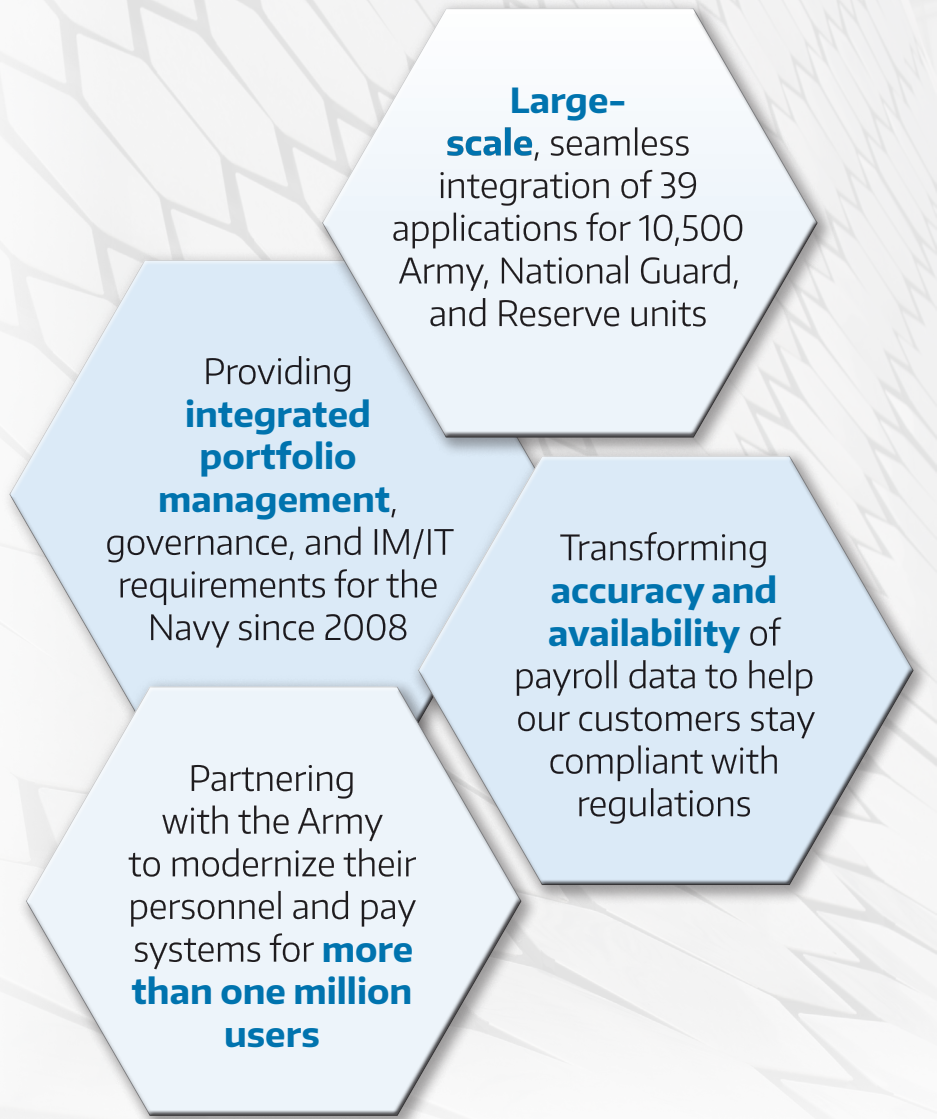 Large-
scale, seamless
integration of 39
applications for 10,500
Army, National Guard,
and Reserve units
Providing
integrated
portfolio
management,
governance, and IM/IT
requirements for the
Navy since 2008
Transforming
accuracy and
availability of
payroll data to help
our customers stay
compliant with
regulations
Partnering
with the Army
to modernize their
personnel and pay
systems for more
than one million
users